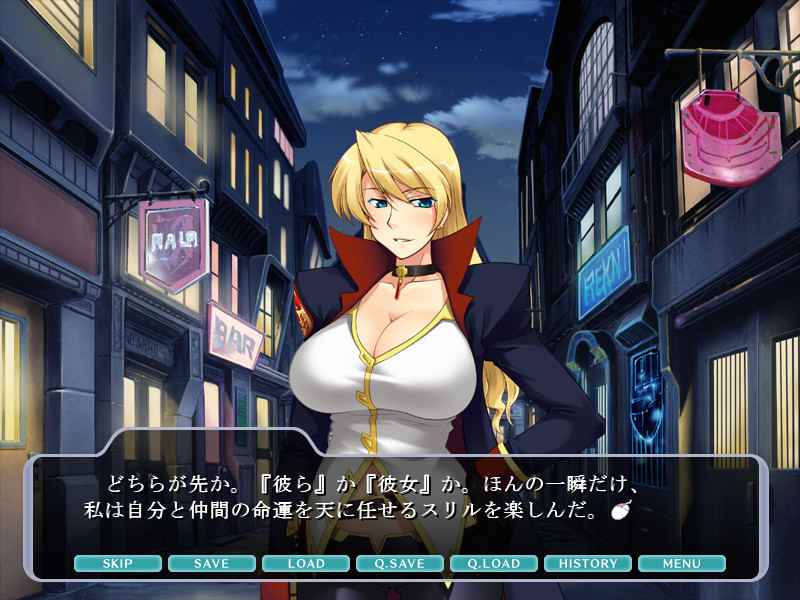 BAR
どちらが先か。『彼ら』か『彼女』か。ほんの一瞬だけ、
私は自分と仲間の命運を天に任せるスリルを楽しんだ。
SKIP
SAVE
LOAD
Q.SAVE
Q.LOAD
HISTORY
MENU